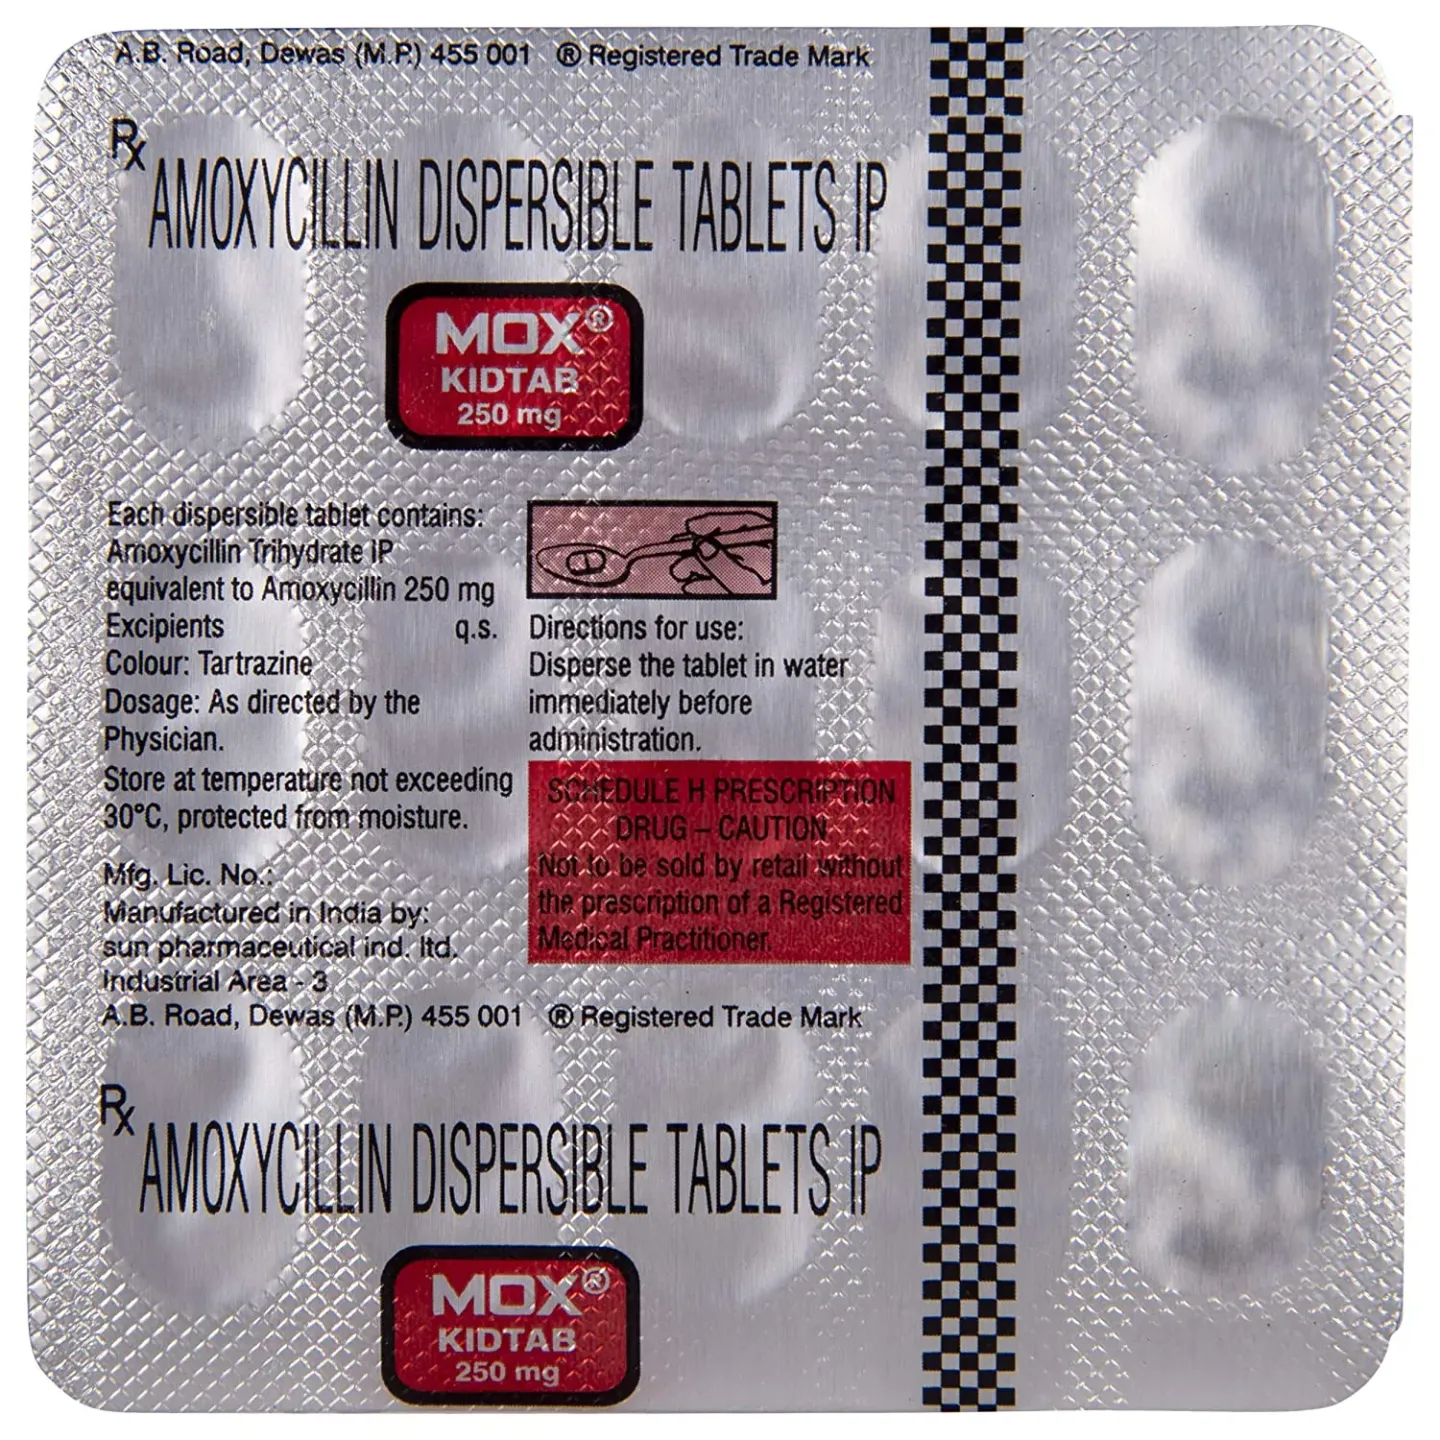 A.B. Road, Dewas (M.P.) 455 001 ® Registered Trade Mark
Rx
AMOXYCILLIN DISPERSIBLE TABLETS IP
MOX®
KIDTAB
250 mg
Each dispersible tablet contains:
Amoxycillin Trihydrate IP
equivalent to Amoxycillin 250 mg
Excipients q.s.
Colour: Tartrazine
Dosage: As directed by the
Physician.
Store at temperature not exceeding
30°C, protected from moisture.
Mfg. Lic. No.:
Manufactured in India by:
sun pharmaceutical ind. ltd.
Industrial Area - 3
Directions for use:
Disperse the tablet in water
immediately before
administration.
SCHEDULE H PRESCRIPTION
DRUG – CAUTION
Not to be sold by retail without
the prascription of a Registered
Medical Practitioner.
A.B. Road, Dewas (M.P.) 455 001 ® Registered Trade Mark
Rx
AMOXYCILLIN DISPERSIBLE TABLETS IP
MOX®
KIDTAB
250 mg